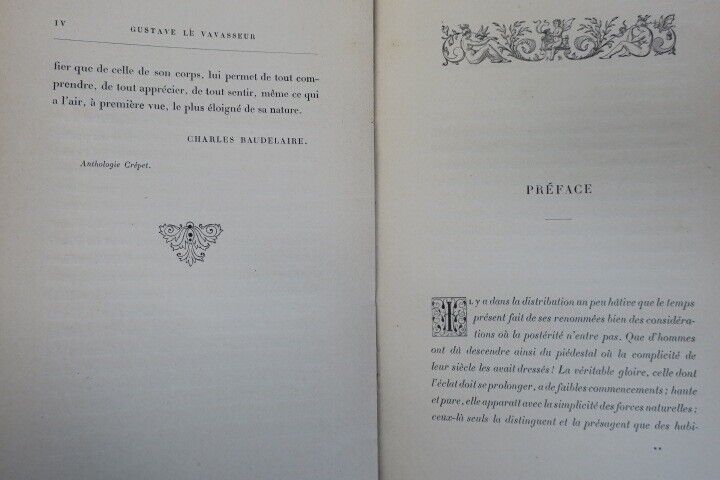 IV
GUSTAVE LE VAVASSEUR
fier que de celle de son corps, lui permet de tout com-
prendre, de tout apprécier, de tout sentir, même ce qui
a l'air, à première vue, le plus éloigné de sa nature.
CHARLES BAUDELAIRE.
Anthologie Crépet.
PRÉFACE
IL y a dans la distribution un peu hâtive que le temps
présent fait de ses renommées bien des considéra-
tions où la postérité n'entre pas. Que d'hommes
ont dû descendre ainsi du piédestal où la complicité de
leur siècle les avait dressés! La véritable gloire, celle dont
l'éclat doit se prolonger, a de faibles commencements; haute
et pure, elle apparaît avec la simplicité des forces naturelles;
ceux-là seuls la distinguent et la présagent que des habi-
**